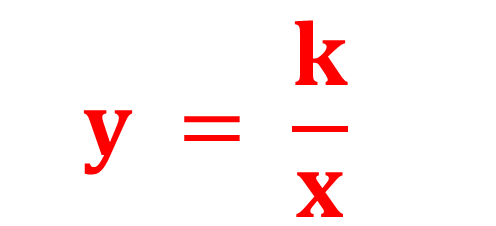 y = k/x